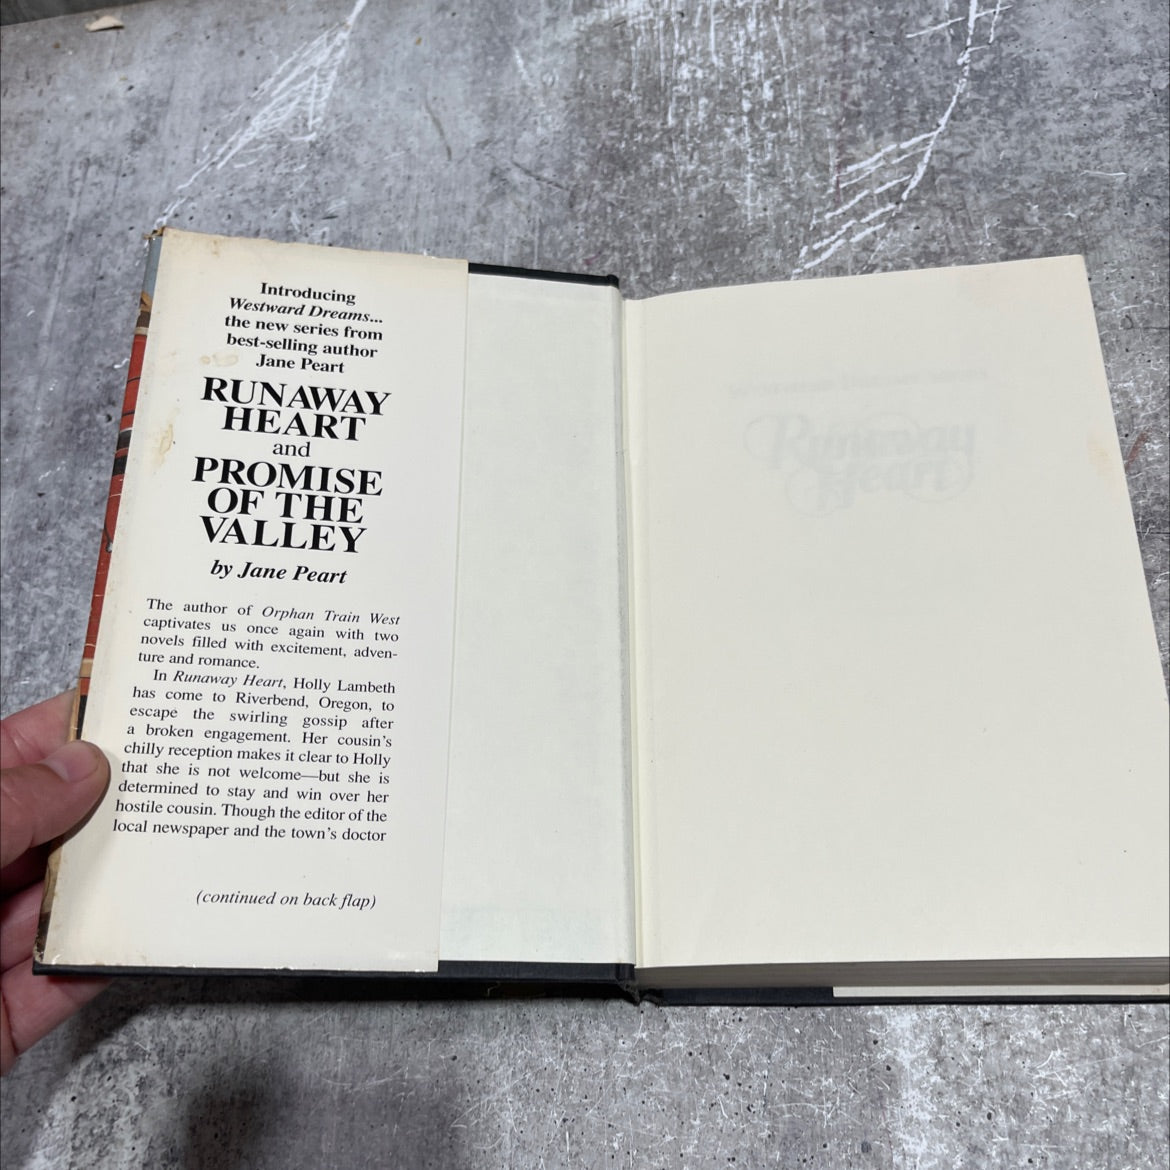 Introducing
Westward Dreams...
the new series from
best-selling author
Jane Peart
RUNAWAY
HEART
and
PROMISE
OF THE
VALLEY
by Jane Peart
The author of Orphan Train West
captivates us once again with two
novels filled with excitement, adven-
ture and romance.
In Runaway Heart, Holly Lambeth
has come to Riverbend, Oregon, to
escape the swirling gossip after
a broken engagement. Her cousin's
chilly reception makes it clear to Holly
that she is not welcome—but she is
determined to stay and win over her
hostile cousin. Though the editor of the
local newspaper and the town's doctor
(continued on back flap)
Runaway
Heart